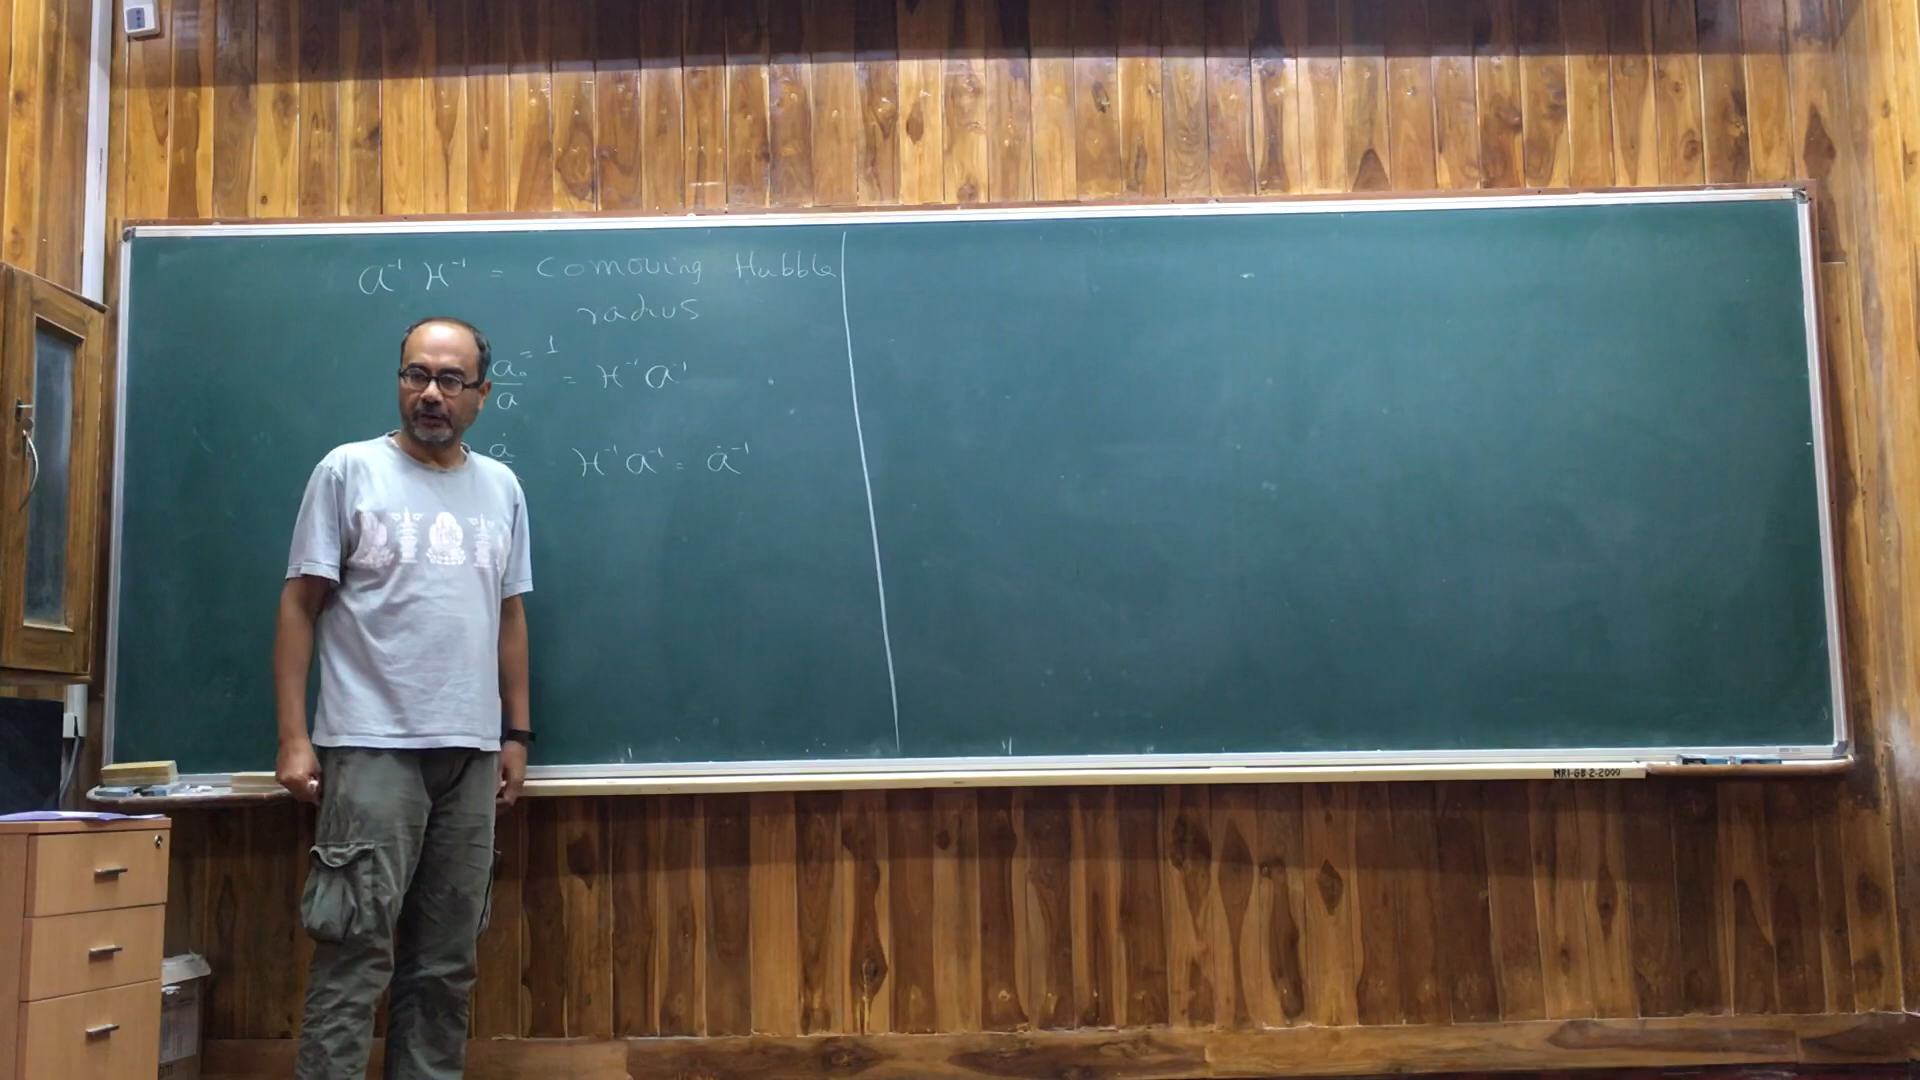 a⁻¹ H⁻¹ = Comoving Hubble
radius
a₀ = 1
/a = H⁻¹ a⁻¹
ȧ H⁻¹ a⁻¹ = ȧ⁻¹
MRI-GB-2-2000